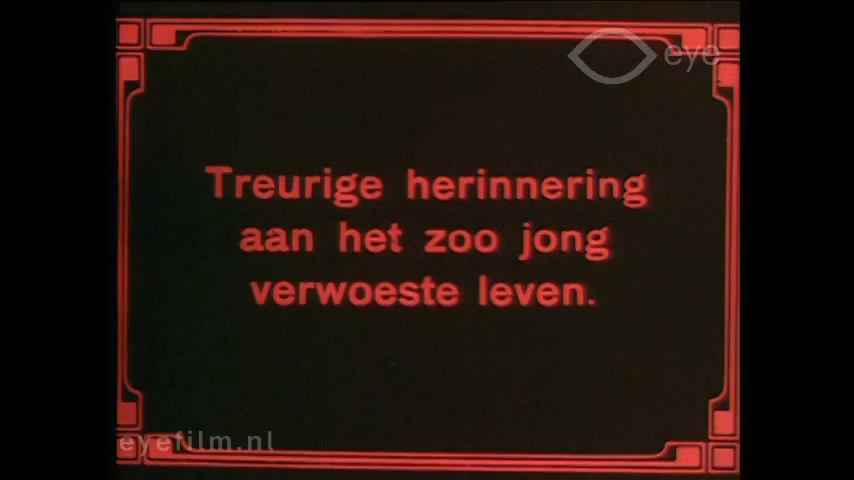 eye
Treurige herinnering
aan het zoo jong
verwoeste leven.
eyefilm.nl